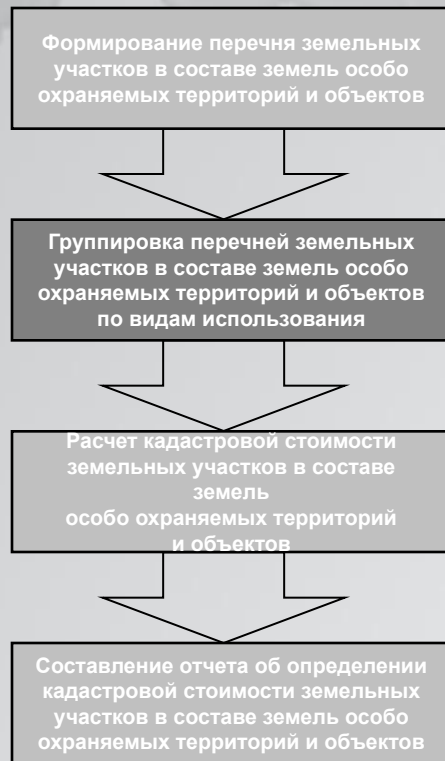 Формирование перечня земельных
участков в составе земель особо
охраняемых территорий и объектов
Группировка перечней земельных
участков в составе земель особо
охраняемых территорий и объектов
по видам использования
Расчет кадастровой стоимости
земельных участков в составе
земель
особо охраняемых территорий
и объектов
Составление отчета об определении
кадастровой стоимости земельных
участков в составе земель особо
охраняемых территорий и объектов